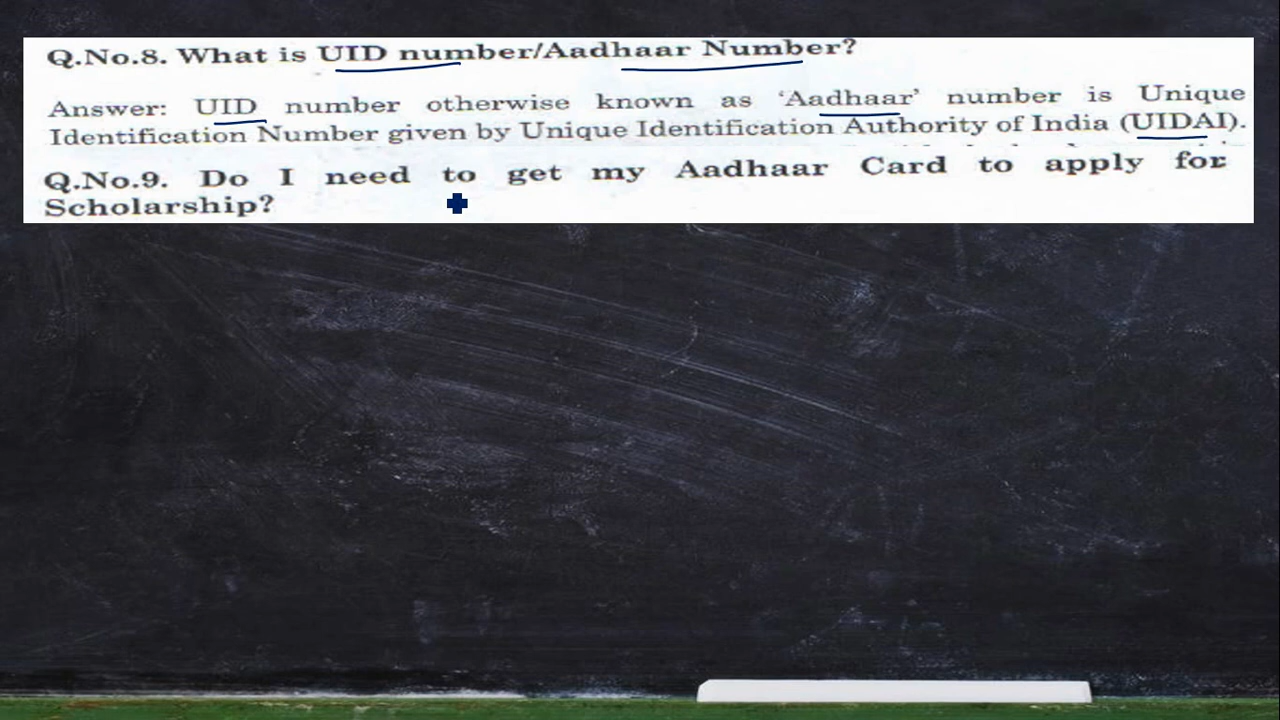 Q.No.8. What is UID number/Aadhaar Number?
Answer: UID number otherwise known as ‘Aadhaar’ number is Unique
Identification Number given by Unique Identification Authority of India (UIDAI).
Q.No.9. Do I need to get my Aadhaar Card to apply for
Scholarship?